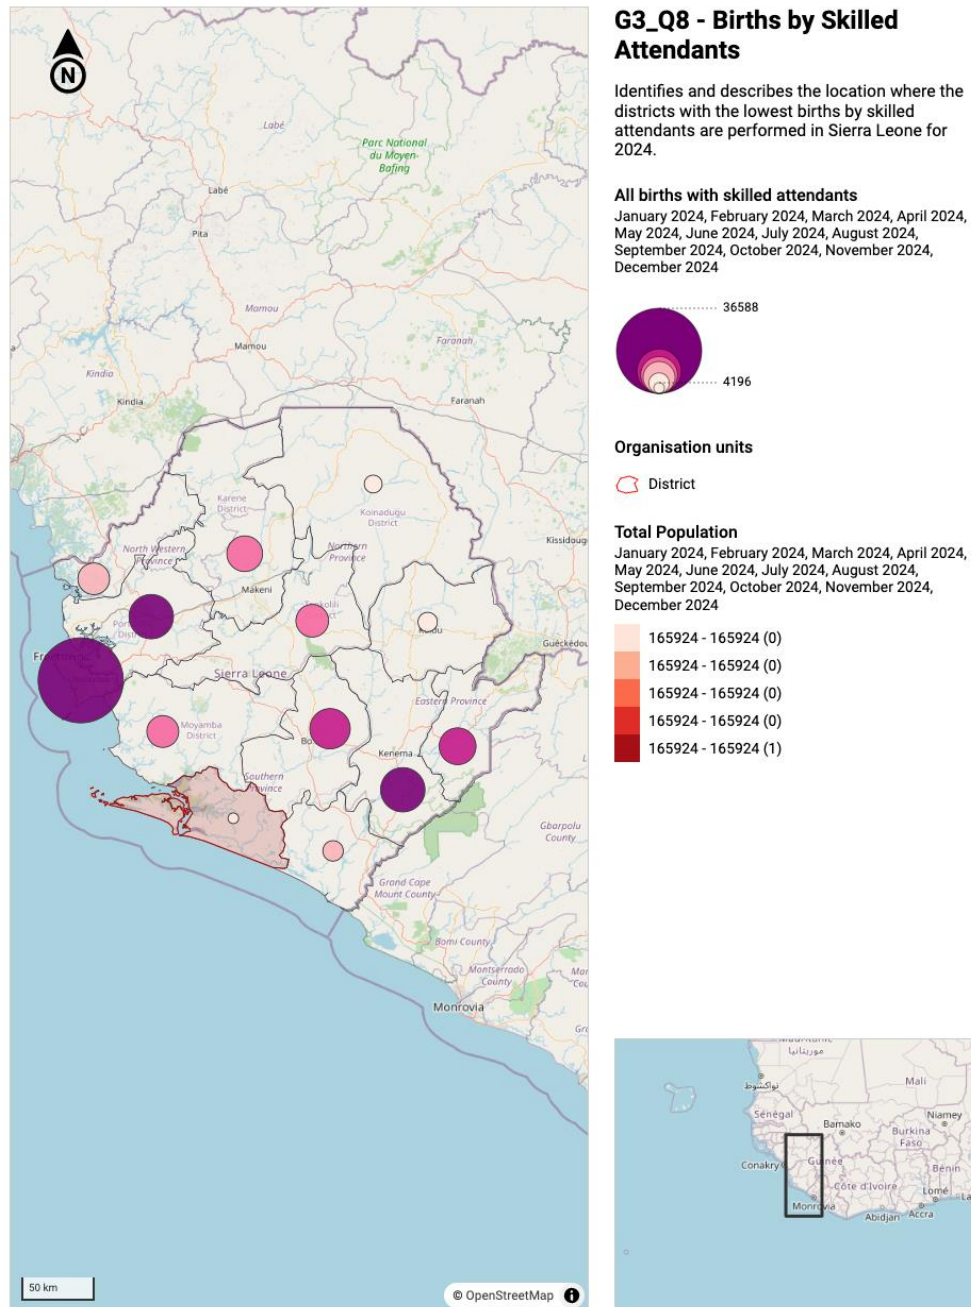 G3_Q8 - Births by Skilled
Attendants
Identifies and describes the location where the
districts with the lowest births by skilled
attendants are performed in Sierra Leone for
2024.
All births with skilled attendants
January 2024, February 2024, March 2024, April 2024,
May 2024, June 2024, July 2024, August 2024,
September 2024, October 2024, November 2024,
December 2024
36588
4196
Organisation units
District
Total Population
January 2024, February 2024, March 2024, April 2024,
May 2024, June 2024, July 2024, August 2024,
September 2024, October 2024, November 2024,
December 2024
165924 - 165924 (0)
165924 - 165924 (0)
165924 - 165924 (0)
165924 - 165924 (0)
165924 - 165924 (1)
N
Labé
Parc National
du Moyen-
Bafing
Labé
Pita
Mamou
Mamou
Faranah
Kindia
Kindia
Faranah
Karene
District
Koinadugu
District
North Western
Province
Northern
Province
Makeni
Guéckédou
Sierra Leone
Eastern Province
Moyamba
District
Kenema
Southern
Province
Gbarpolu
County
Grand Cape
Mount County
Bomi County
Montserrado
County
Monrovia
50 km
© OpenStreetMap
موريتانيا
نواكشوط
Mali
Sénégal
Niamey
Bamako
Burkina
Faso
Conakry
Guinée
Bénin
Côte d'Ivoire
Lomé
Monrovia
Abidjan
Accra